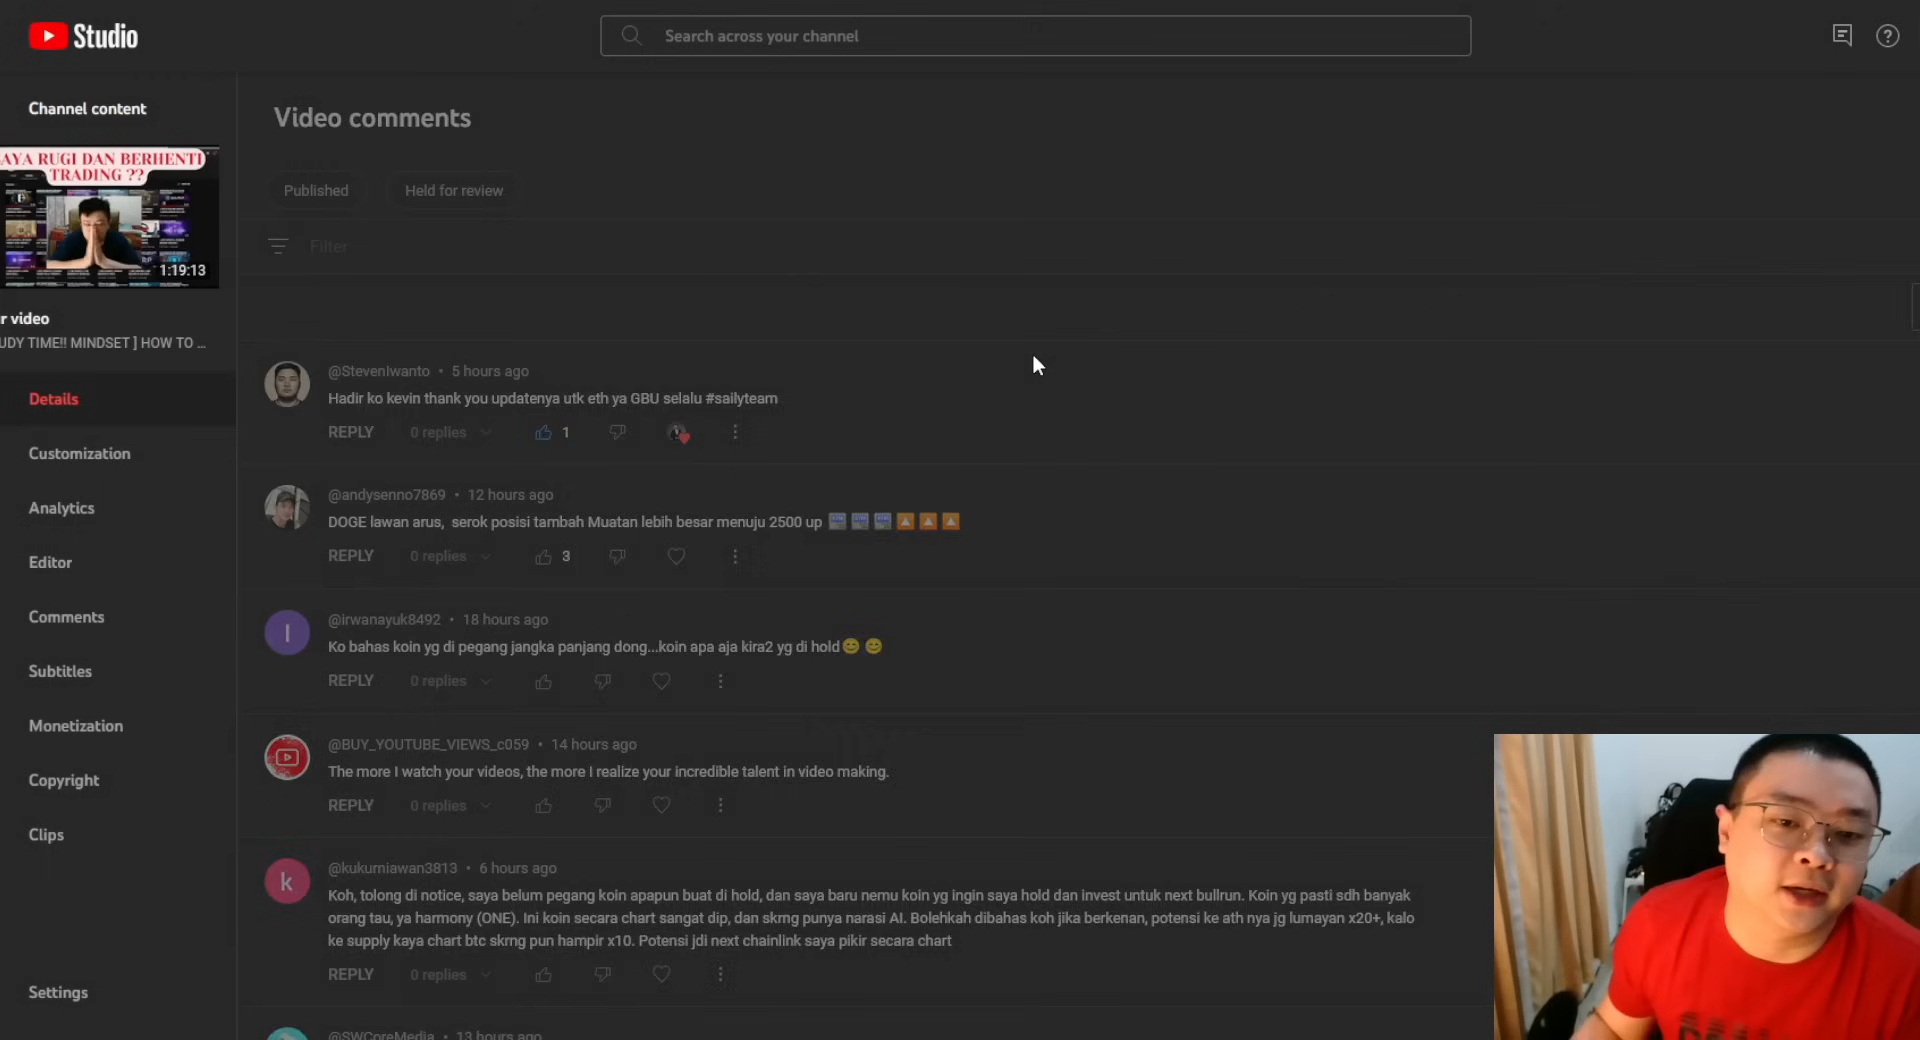 Studio
Search across your channel
Channel content
AYA RUGI DAN BERHENTI
TRADING ??
1:19:13
r video
UDY TIME!! MINDSET ] HOW TO ...
Details
Customization
Analytics
Editor
Comments
Subtitles
Monetization
Copyright
Clips
Settings
Video comments
Published
Held for review
Filter
@StevenIwanto • 5 hours ago
Hadir ko kevin thank you updatenya utk eth ya GBU selalu #sailyteam
REPLY 0 replies 1
@andysenno7869 • 12 hours ago
DOGE lawan arus, serok posisi tambah Muatan lebih besar menuju 2500 up 🔼🔼🔼
REPLY 0 replies 3
I
@irwanayuk8492 • 18 hours ago
Ko bahas koin yg di pegang jangka panjang dong...koin apa aja kira2 yg di hold😊 😊
REPLY 0 replies
@BUY_YOUTUBE_VIEWS_c059 • 14 hours ago
The more I watch your videos, the more I realize your incredible talent in video making.
REPLY 0 replies
k
@kukurniawan3813 • 6 hours ago
Koh, tolong di notice, saya belum pegang koin apapun buat di hold, dan saya baru nemu koin yg ingin saya hold dan invest untuk next bullrun. Koin yg pasti sdh banyak
orang tau, ya harmony (ONE). Ini koin secara chart sangat dip, dan skrng punya narasi AI. Bolehkah dibahas koh jika berkenan, potensi ke ath nya jg lumayan x20+, kalo
ke supply kaya chart btc skrng pun hampir x10. Potensi jdi next chainlink saya pikir secara chart
REPLY 0 replies
@SWCoreMedia • 13 hours ago